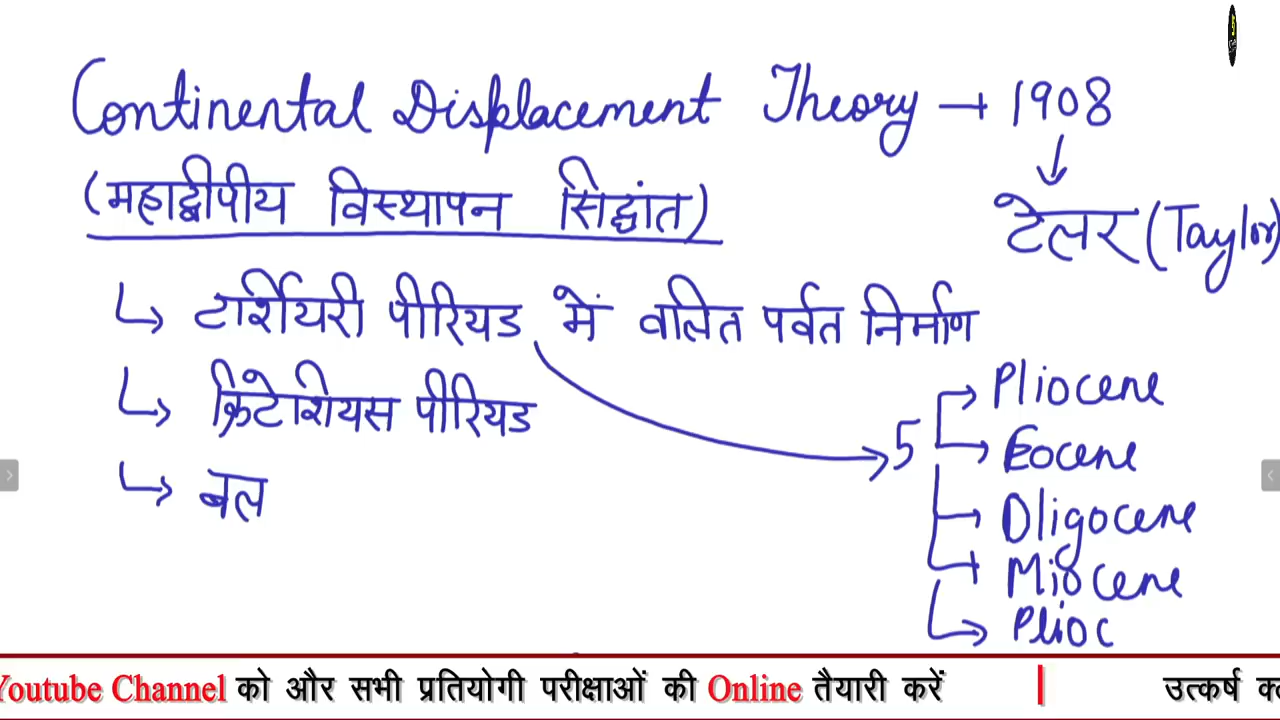 Continental Displacement Theory → 1908
(महाद्वीपीय विस्थापन सिद्धांत)
टेलर (Taylor)
टर्शियरी पीरियड में वलित पर्वत निर्माण
क्रिटेशियस पीरियड
बल
5
Pliocene
Eocene
Oligocene
Miocene
Plioc
Youtube Channel को और सभी प्रतियोगी परीक्षाओं की Online तैयारी करें | उत्कर्ष क्ल